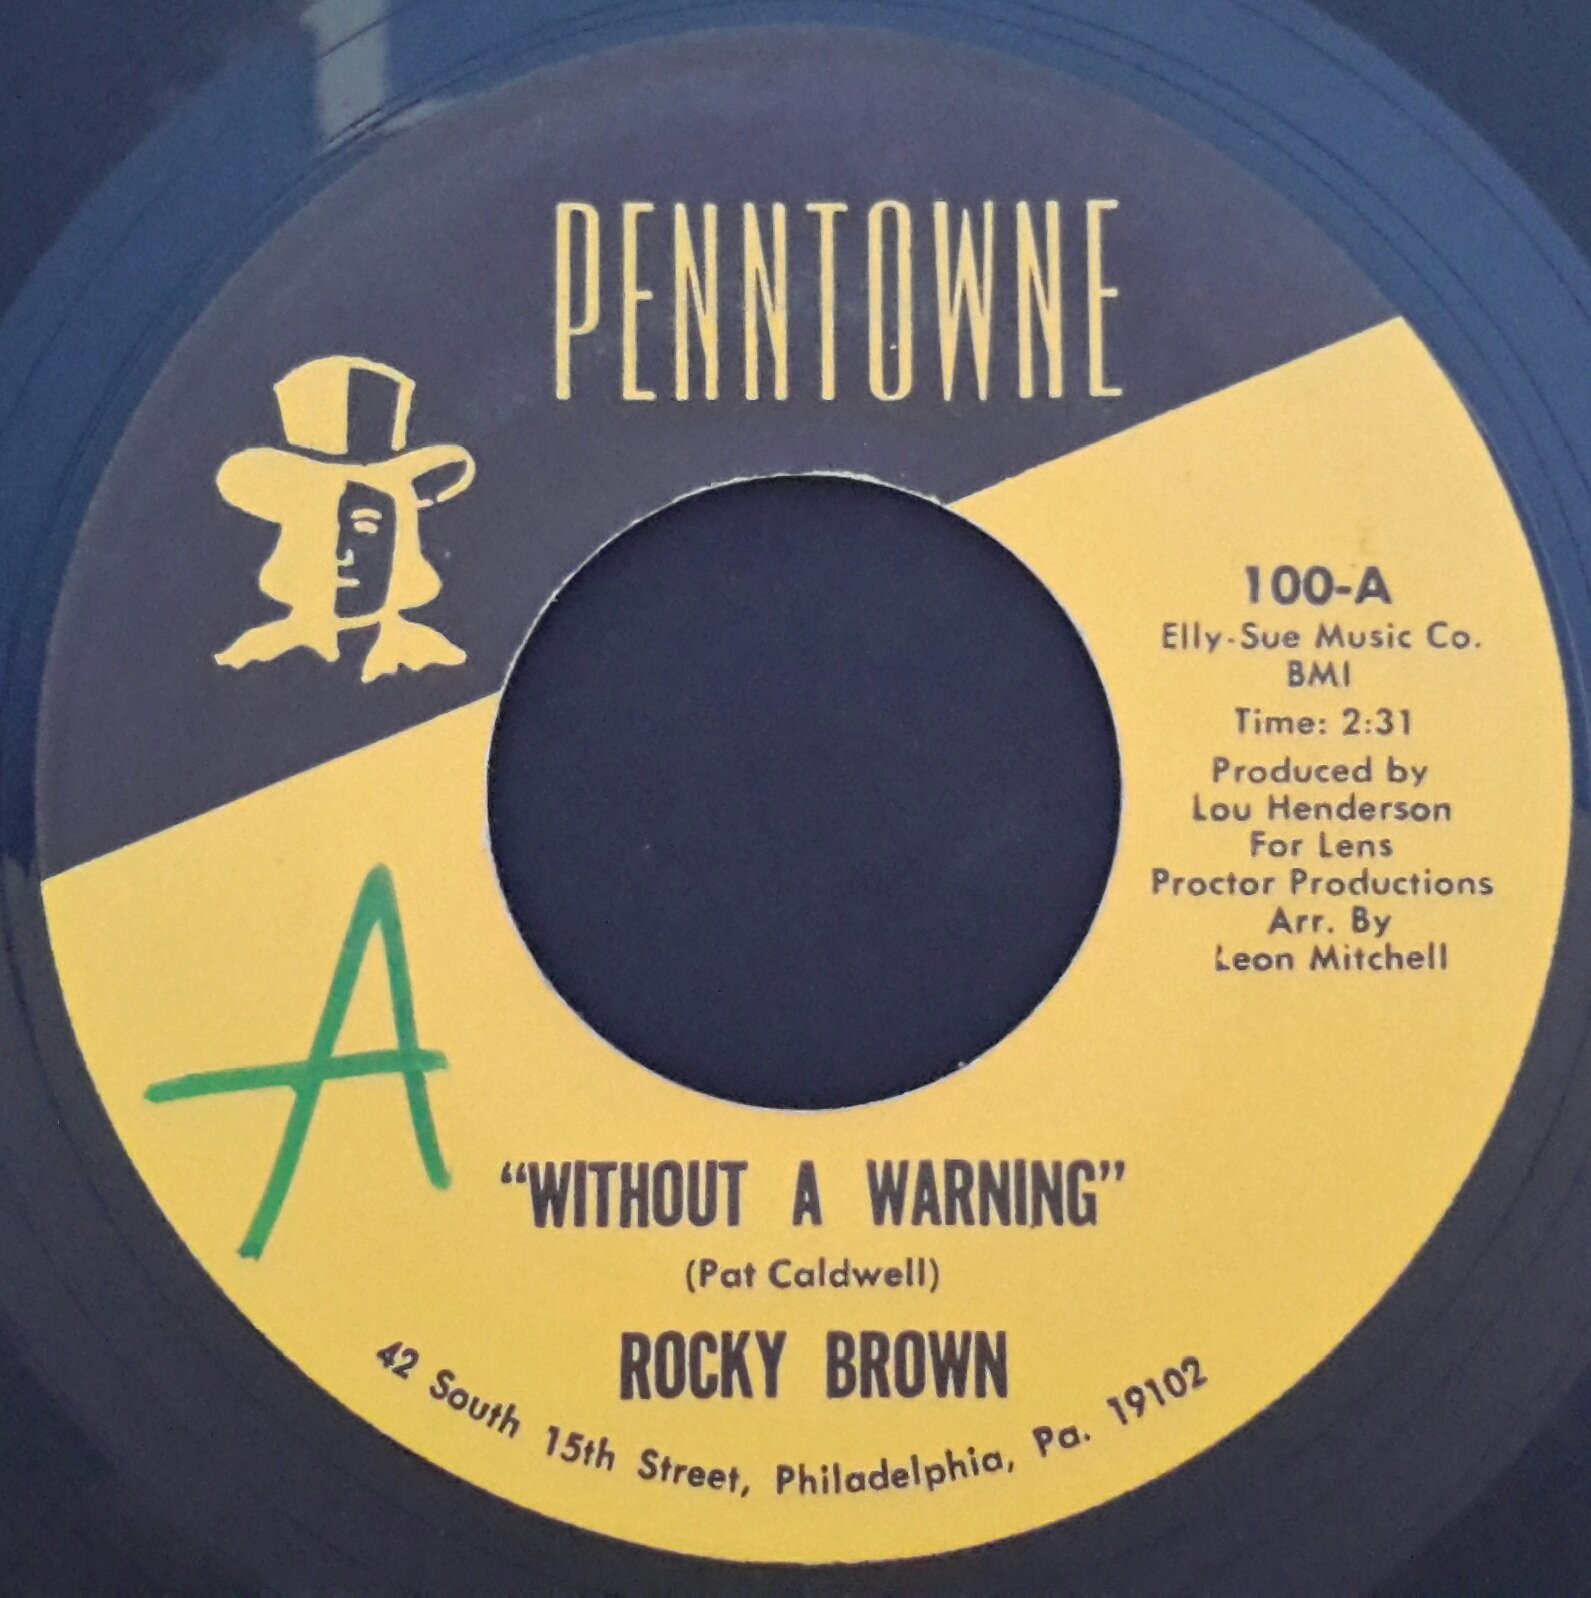 PENNTOWNE
100-A
Elly-Sue Music Co.
BMI
Time: 2:31
Produced by
Lou Henderson
For Lens
Proctor Productions
Arr. By
Leon Mitchell
A
“WITHOUT A WARNING”
(Pat Caldwell)
ROCKY BROWN
42 South 15th Street, Philadelphia, Pa. 19102